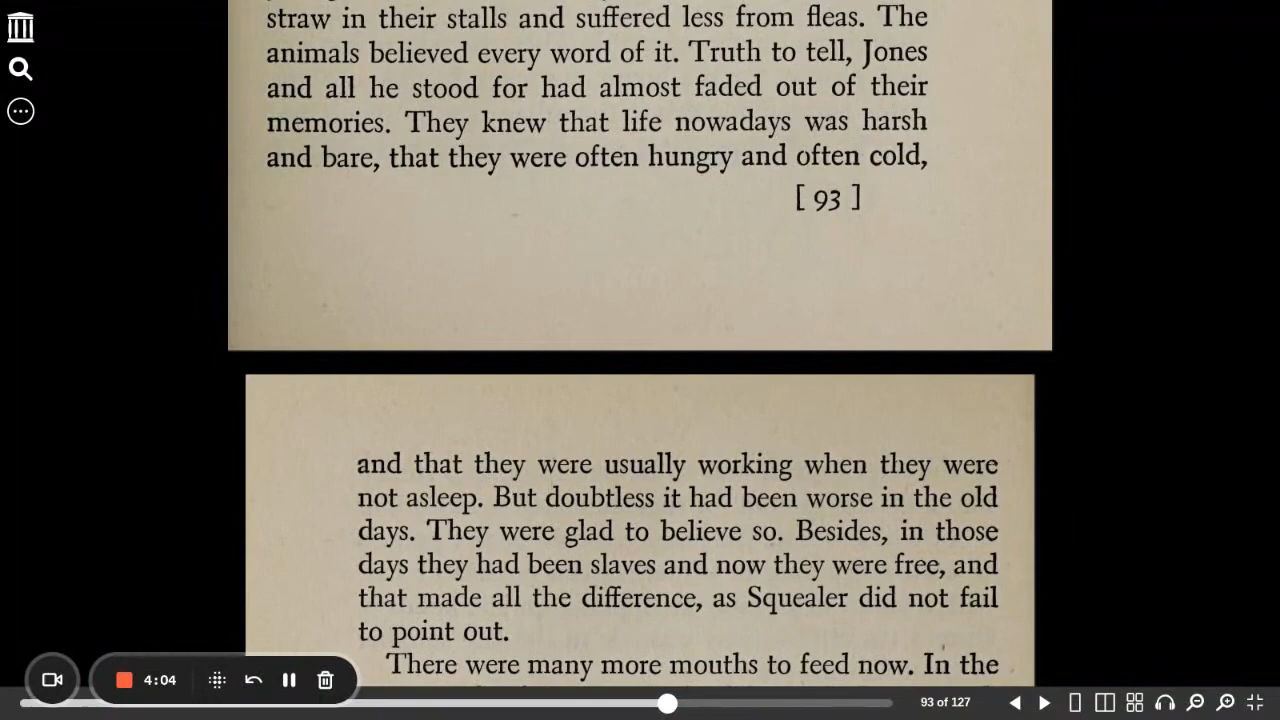 straw in their stalls and suffered less from fleas. The
animals believed every word of it. Truth to tell, Jones
and all he stood for had almost faded out of their
memories. They knew that life nowadays was harsh
and bare, that they were often hungry and often cold,
[ 93 ]
and that they were usually working when they were
not asleep. But doubtless it had been worse in the old
days. They were glad to believe so. Besides, in those
days they had been slaves and now they were free, and
that made all the difference, as Squealer did not fail
to point out.
There were many more mouths to feed now. In the
4:04
93 of 127